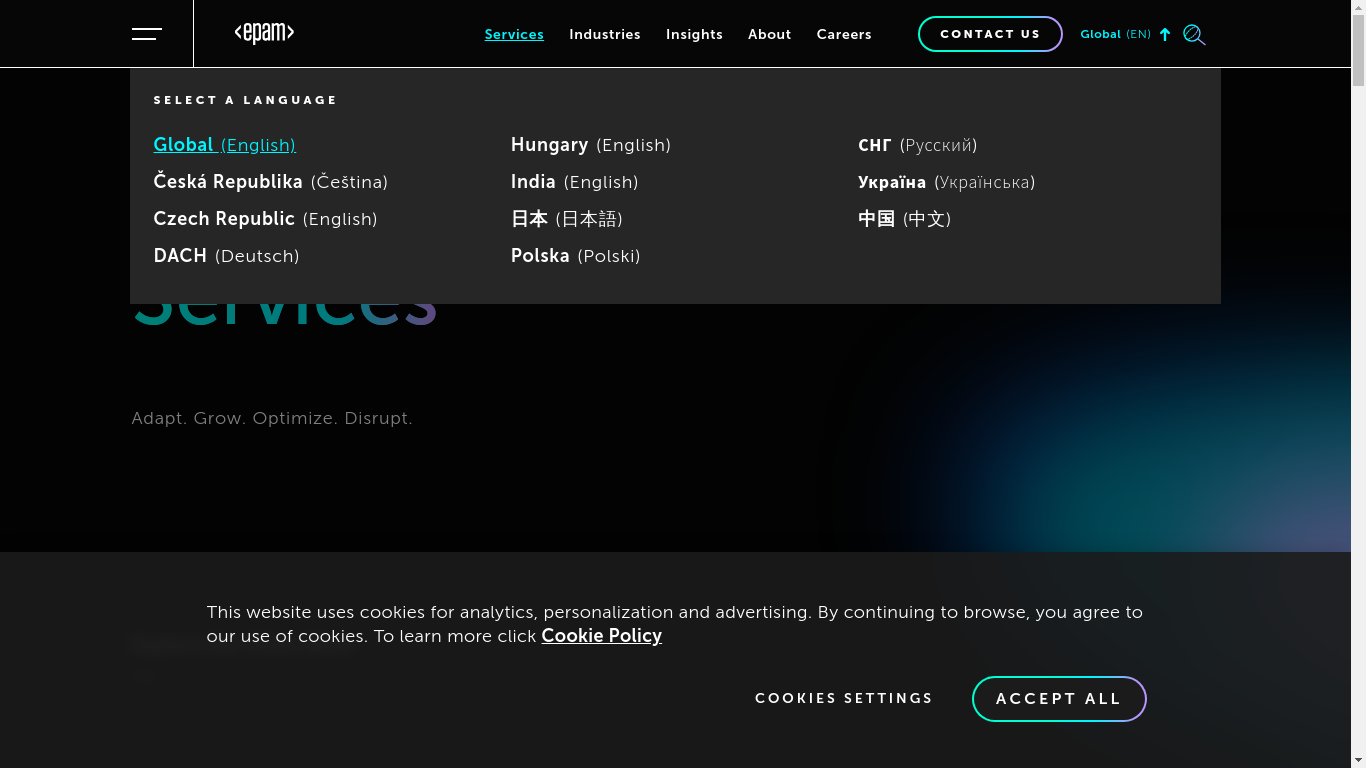 <epam>
Services
Industries
Insights
About
Careers
CONTACT US
Global (EN)
SELECT A LANGUAGE
Global (English)
Česká Republika (Čeština)
Czech Republic (English)
DACH (Deutsch)
Hungary (English)
India (English)
日本 (日本語)
Polska (Polski)
СНГ (Русский)
Україна (Українська)
中国 (中文)
Services
Adapt. Grow. Optimize. Disrupt.
This website uses cookies for analytics, personalization and advertising. By continuing to browse, you agree to
our use of cookies. To learn more click Cookie Policy
COOKIES SETTINGS
ACCEPT ALL